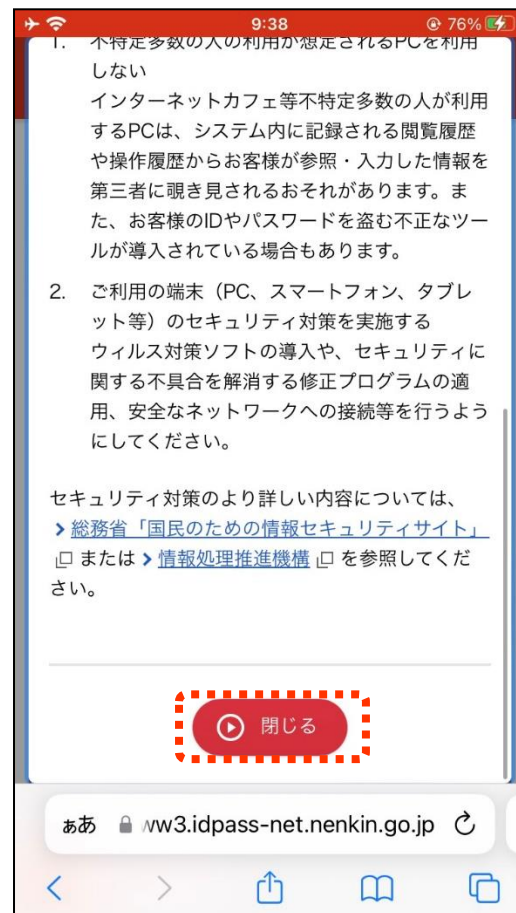 9:38
76%
1. 不特定多数の人の利用が想定されるPCを利用
しない
インターネットカフェ等不特定多数の人が利用
するPCは、システム内に記録される閲覧履歴
や操作履歴からお客様が参照・入力した情報を
第三者に覗き見されるおそれがあります。ま
た、お客様のIDやパスワードを盗む不正なツー
ルが導入されている場合もあります。
2. ご利用の端末（PC、スマートフォン、タブレ
ット等）のセキュリティ対策を実施する
ウィルス対策ソフトの導入や、セキュリティに
関する不具合を解消する修正プログラムの適
用、安全なネットワークへの接続等を行うよう
にしてください。
セキュリティ対策のより詳しい内容については、
総務省「国民のための情報セキュリティサイト」
または 情報処理推進機構 を参照してくだ
さい。
閉じる
ぁあ ww3.idpass-net.nenkin.go.jp